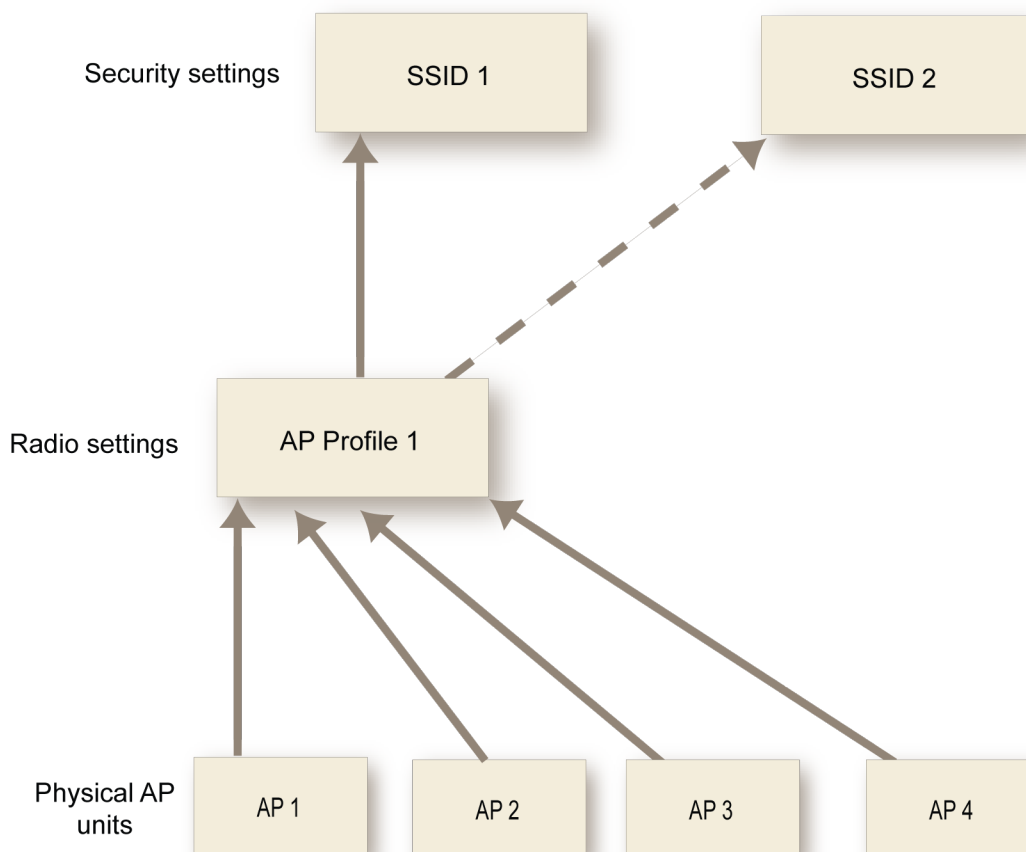 Security settings
SSID 1
SSID 2
Radio settings
AP Profile 1
Physical AP
units
AP 1
AP 2
AP 3
AP 4